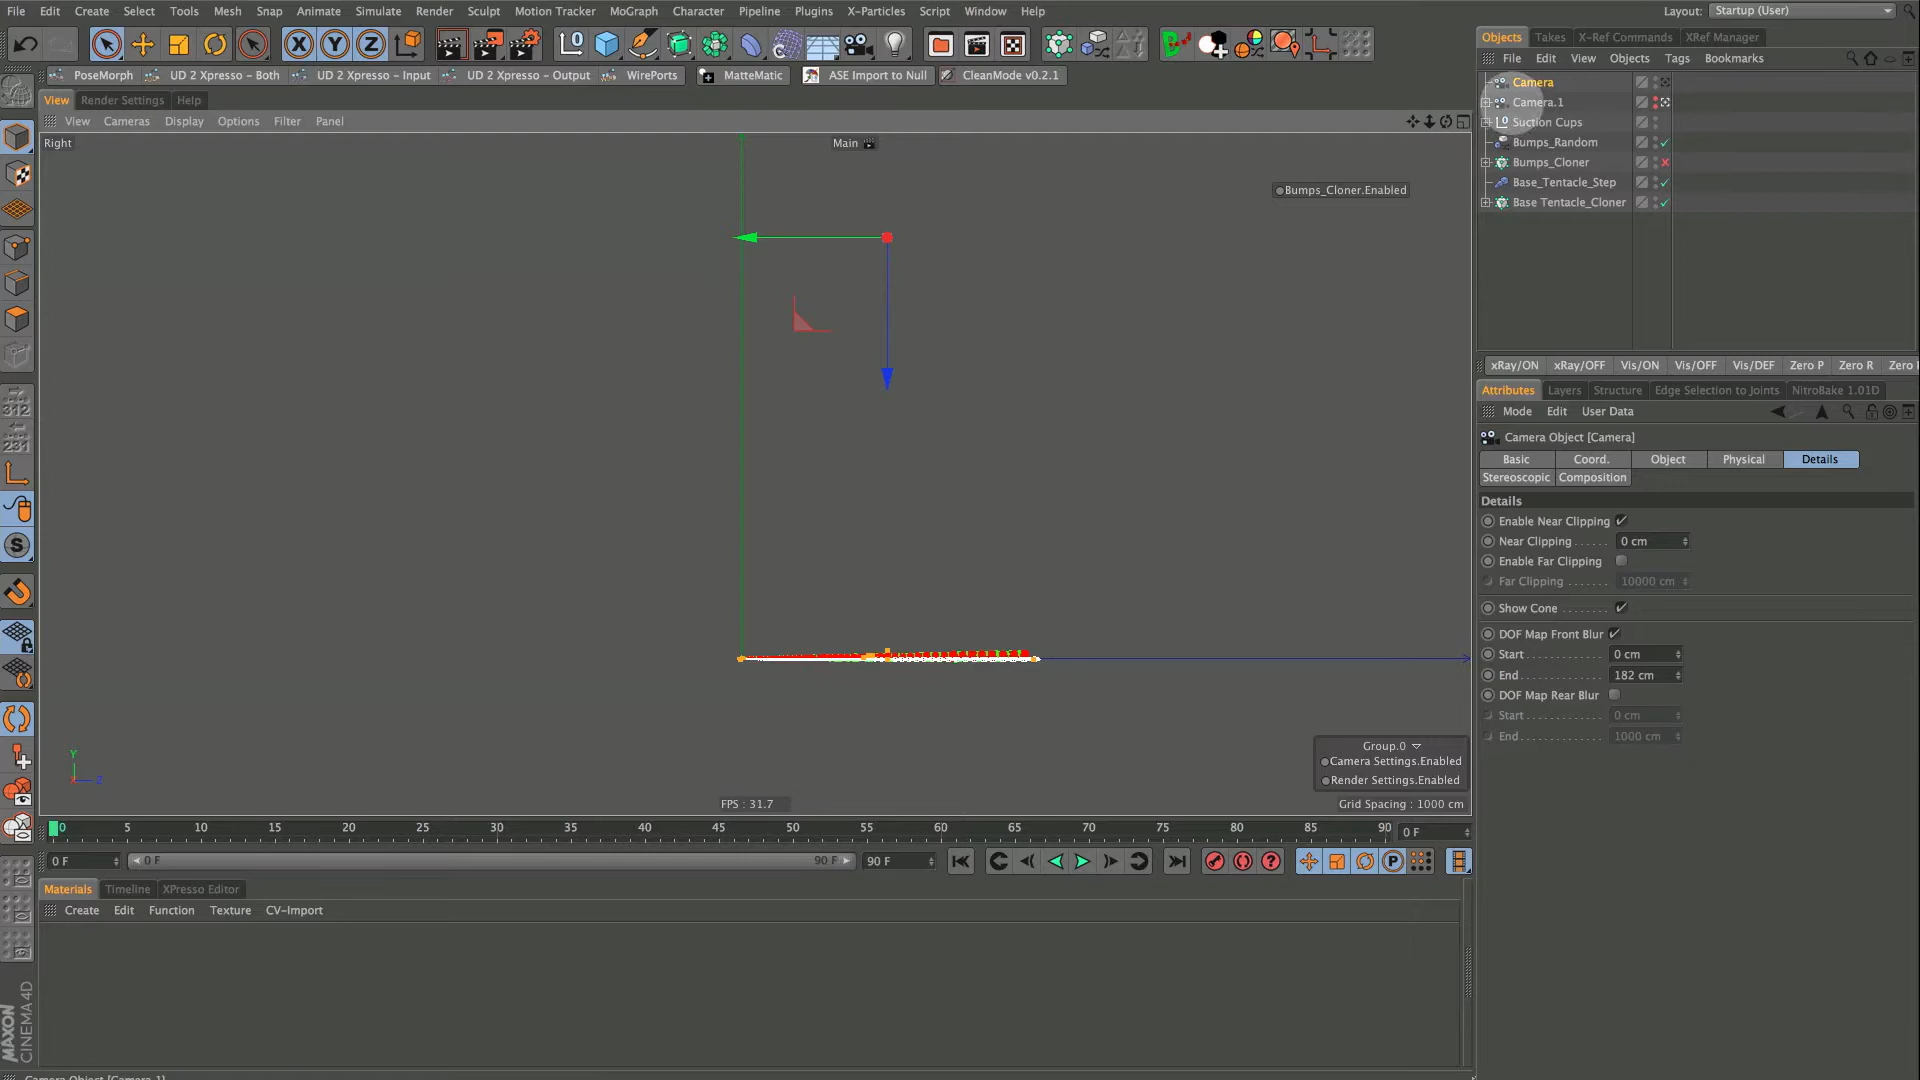 File Edit Create Select Tools Mesh Snap Animate Simulate Render Sculpt Motion Tracker MoGraph Character Pipeline Plugins X-Particles Script Window Help Layout: Startup (User)
X Y Z
PoseMorph UD 2 Xpresso - Both UD 2 Xpresso - Input UD 2 Xpresso - Output WirePorts MatteMatic ASE Import to Null CleanMode v0.2.1
View Render Settings Help
View Cameras Display Options Filter Panel
Right
Main
Bumps_Cloner.Enabled
312
231
S
Y
Z
Group.0
Camera Settings.Enabled
Render Settings.Enabled
FPS : 31.7
Grid Spacing : 1000 cm
0 5 10 15 20 25 30 35 40 45 50 55 60 65 70 75 80 85 90 0 F
0 F 0 F 90 F 90 F
P
Materials Timeline XPresso Editor
Create Edit Function Texture CV-Import
MAXON
CINEMA 4D
Camera Object [Camera.1]
Objects Takes X-Ref Commands XRef Manager
File Edit View Objects Tags Bookmarks
Camera
Camera.1
Suction Cups
Bumps_Random
Bumps_Cloner
Base_Tentacle_Step
Base Tentacle_Cloner
xRay/ON xRay/OFF Vis/ON Vis/OFF Vis/DEF Zero P Zero R Zero
Attributes Layers Structure Edge Selection to Joints NitroBake 1.01D
Mode Edit User Data
Camera Object [Camera]
Basic Coord. Object Physical Details
Stereoscopic Composition
Details
Enable Near Clipping
Near Clipping . . . . . . 0 cm
Enable Far Clipping
Far Clipping . . . . . . . 10000 cm
Show Cone . . . . . . . .
DOF Map Front Blur
Start . . . . . . . . . . . . 0 cm
End . . . . . . . . . . . . . 182 cm
DOF Map Rear Blur
Start . . . . . . . . . . . . 0 cm
End . . . . . . . . . . . . . 1000 cm